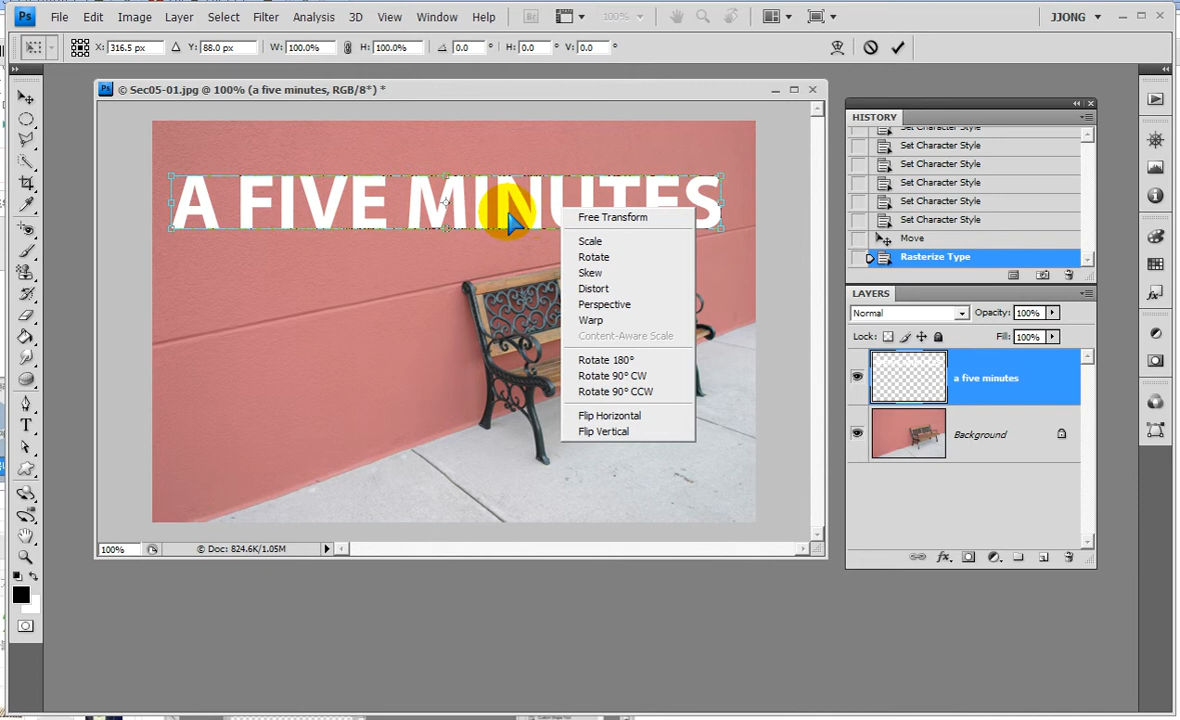 Ps File Edit Image Layer Select Filter Analysis 3D View Window Help Br 100% JJONG
X: 316.5 px Y: 88.0 px W: 100.0% H: 100.0% 0.0 ° H: 0.0 ° V: 0.0 °
Ps © Sec05-01.jpg @ 100% (a five minutes, RGB/8*) *
A FIVE MINUTES
Free Transform
Scale
Rotate
Skew
Distort
Perspective
Warp
Content-Aware Scale
Rotate 180°
Rotate 90° CW
Rotate 90° CCW
Flip Horizontal
Flip Vertical
100% © Doc: 824.6K/1.05M
HISTORY
Set Character Style
Set Character Style
Set Character Style
Set Character Style
Set Character Style
Set Character Style
Move
Rasterize Type
LAYERS
Normal Opacity: 100%
Lock: Fill: 100%
a five minutes
Background